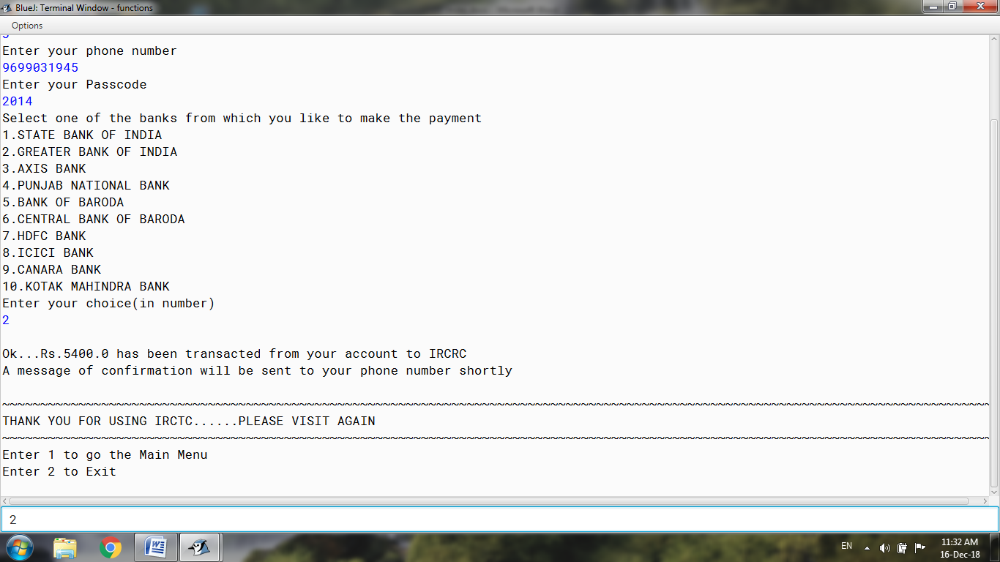 BlueJ: Terminal Window - functions
Options
Enter your phone number
9699031945
Enter your Passcode
2014
Select one of the banks from which you like to make the payment
1.STATE BANK OF INDIA
2.GREATER BANK OF INDIA
3.AXIS BANK
4.PUNJAB NATIONAL BANK
5.BANK OF BARODA
6.CENTRAL BANK OF BARODA
7.HDFC BANK
8.ICICI BANK
9.CANARA BANK
10.KOTAK MAHINDRA BANK
Enter your choice(in number)
2
Ok...Rs.5400.0 has been transacted from your account to IRCRC
A message of confirmation will be sent to your phone number shortly
~~~~~~~~~~~~~~~~~~~~~~~~~~~~~~~~~~~~~~~~~~~~~~~~~~~~~~~~~~~~~~~~~~~~~~~~~~~~~~~~~~~~~~~~~~~~~~~~~~~~~~~~~~~~~~~~~~~~~~~~~~~~~~~~~~
THANK YOU FOR USING IRCTC......PLEASE VISIT AGAIN
~~~~~~~~~~~~~~~~~~~~~~~~~~~~~~~~~~~~~~~~~~~~~~~~~~~~~~~~~~~~~~~~~~~~~~~~~~~~~~~~~~~~~~~~~~~~~~~~~~~~~~~~~~~~~~~~~~~~~~~~~~~~~~~~~~
Enter 1 to go the Main Menu
Enter 2 to Exit
2
EN
11:32 AM
16-Dec-18